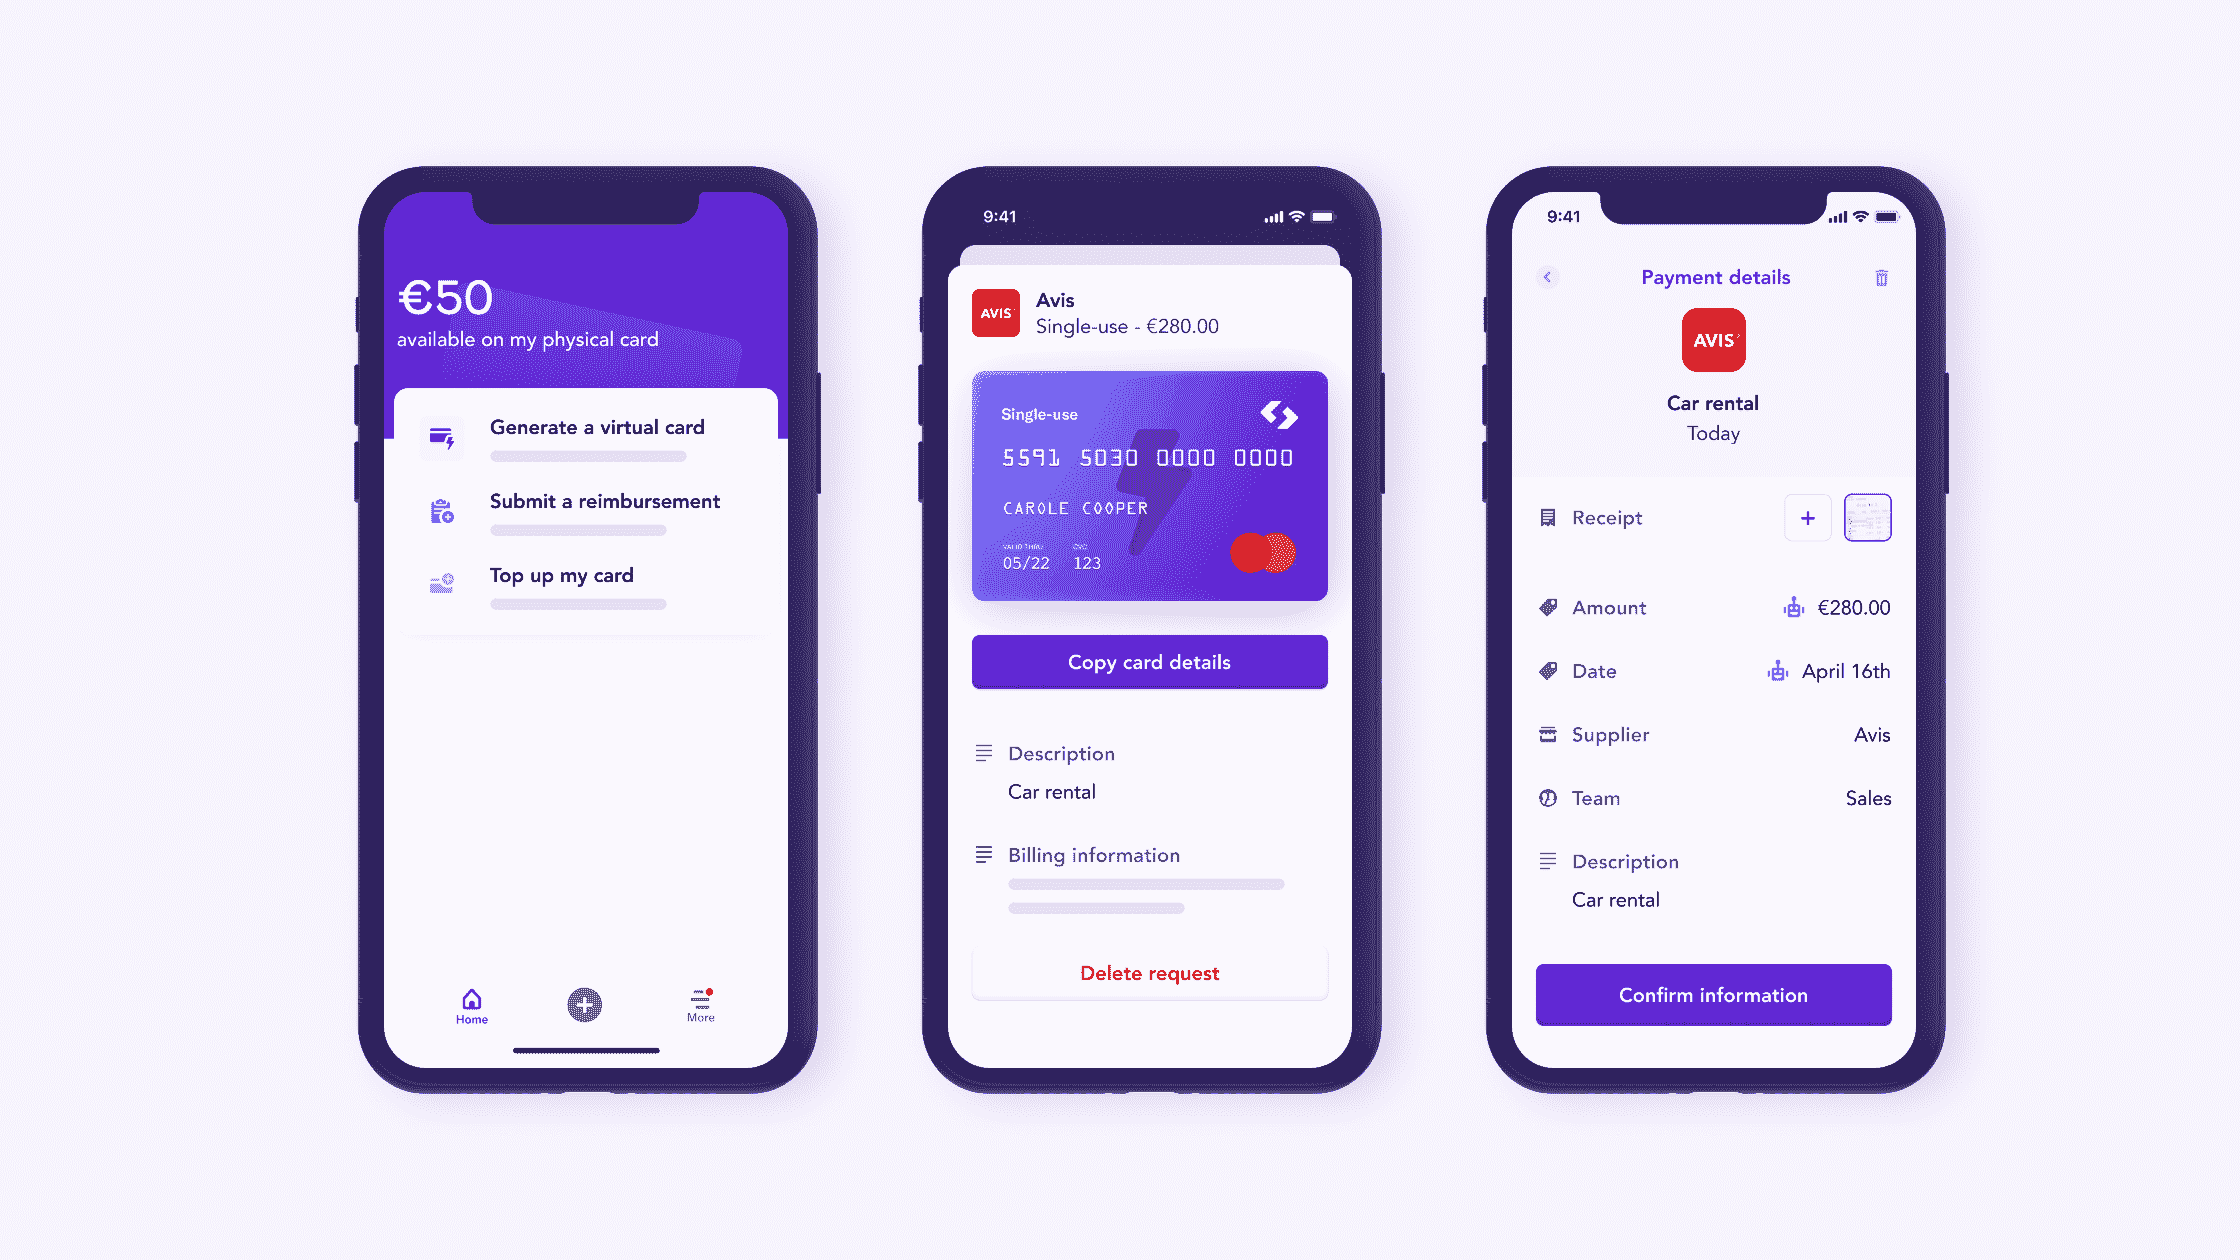 €50
available on my physical card
Generate a virtual card
Submit a reimbursement
Top up my card
Home
More
9:41
AVIS
Avis
Single-use - €280.00
Single-use
5591 5030 0000 0000
CAROLE COOPER
VALID THRU
CVC
05/22
123
Copy card details
Description
Car rental
Billing information
Delete request
9:41
Payment details
AVIS
Car rental
Today
Receipt
Amount
€280.00
Date
April 16th
Supplier
Avis
Team
Sales
Description
Car rental
Confirm information